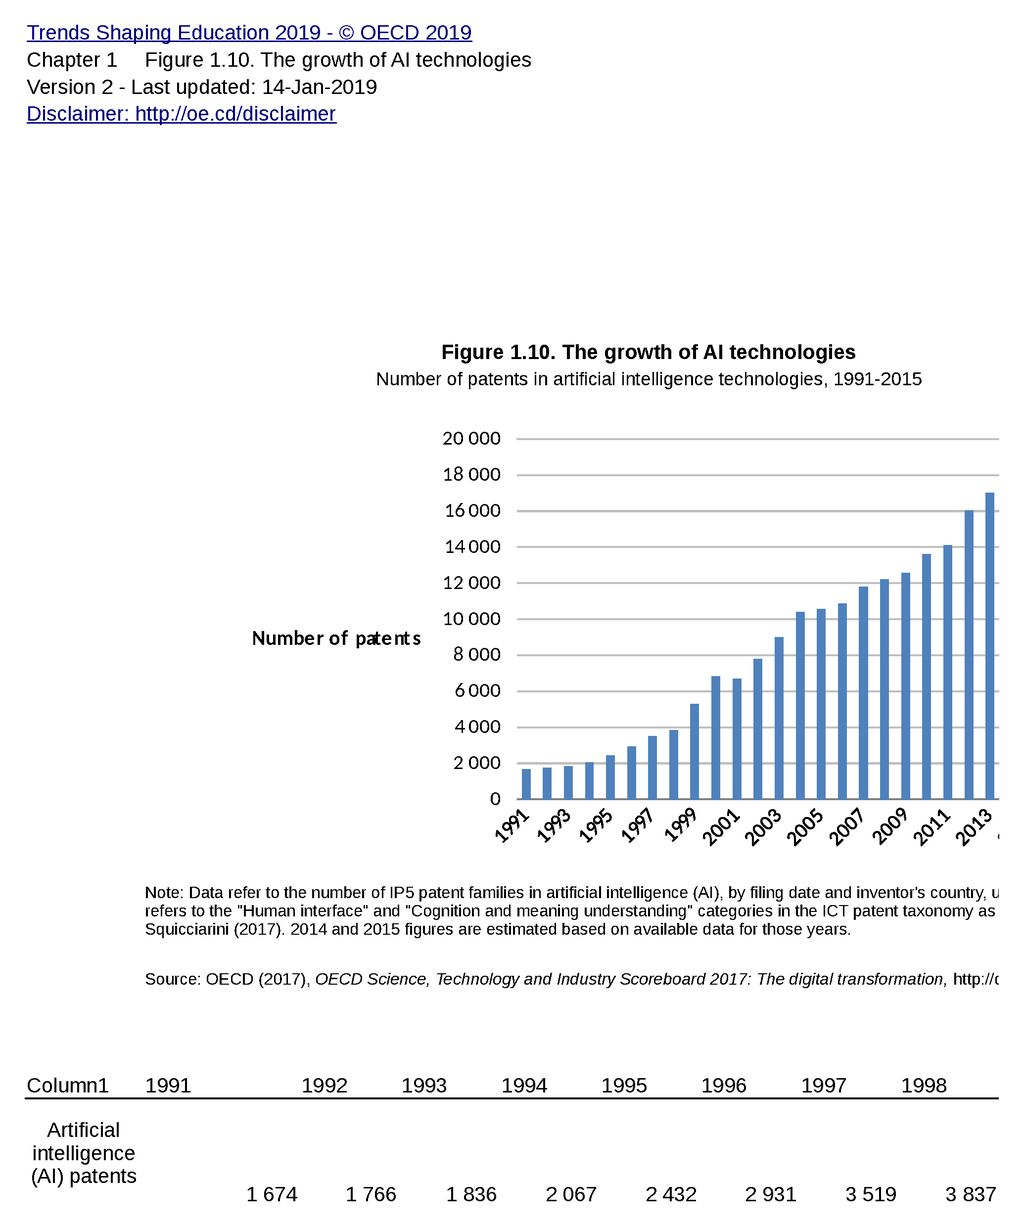 Trends Shaping Education 2019 - © OECD 2019
Chapter 1 Figure 1.10. The growth of AI technologies
Version 2 - Last updated: 14-Jan-2019
Disclaimer: http://oe.cd/disclaimer
Figure 1.10. The growth of AI technologies
Number of patents in artificial intelligence technologies, 1991-2015
20 000
18 000
16 000
14 000
12 000
10 000
Number of patents
8 000
6 000
4 000
2 000
0
1991 1993 1995 1997 1999 2001 2003 2005 2007 2009 2011 2013
Note: Data refer to the number of IP5 patent families in artificial intelligence (AI), by filing date and inventor's country, u
refers to the "Human interface" and "Cognition and meaning understanding" categories in the ICT patent taxonomy as
Squicciarini (2017). 2014 and 2015 figures are estimated based on available data for those years.
Source: OECD (2017), OECD Science, Technology and Industry Scoreboard 2017: The digital transformation, http://
Column1 1991 1992 1993 1994 1995 1996 1997 1998
Artificial
intelligence
(AI) patents
1 674 1 766 1 836 2 067 2 432 2 931 3 519 3 837